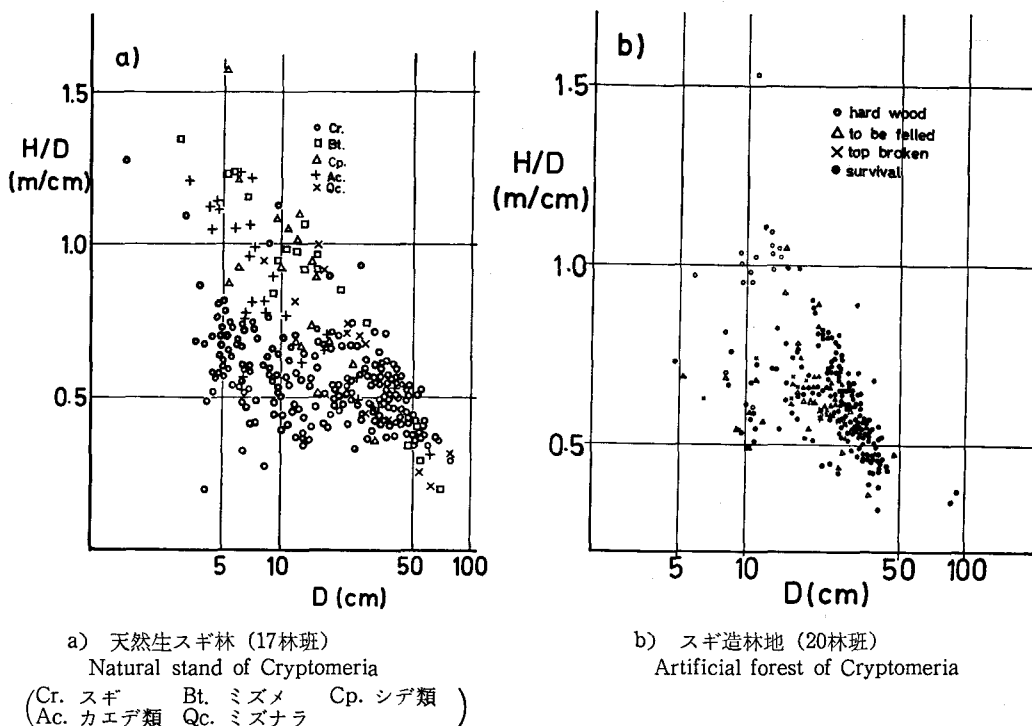 a)
1.5
H/D
(m/cm)
1.0
0.5
Cr.
Bt.
Cp.
Ac.
Qc.
5 10 50 100
D (cm)
b)
1.5
H/D
(m/cm)
1.0
0.5
hard wood
to be felled
top broken
survival
5 10 50 100
D(cm)
a) 天然生スギ林 (17林班)
Natural stand of Cryptomeria
(Cr. スギ Bt. ミズメ Cp. シデ類
Ac. カエデ類 Qc. ミズナラ)
b) スギ造林地 (20林班)
Artificial forest of Cryptomeria